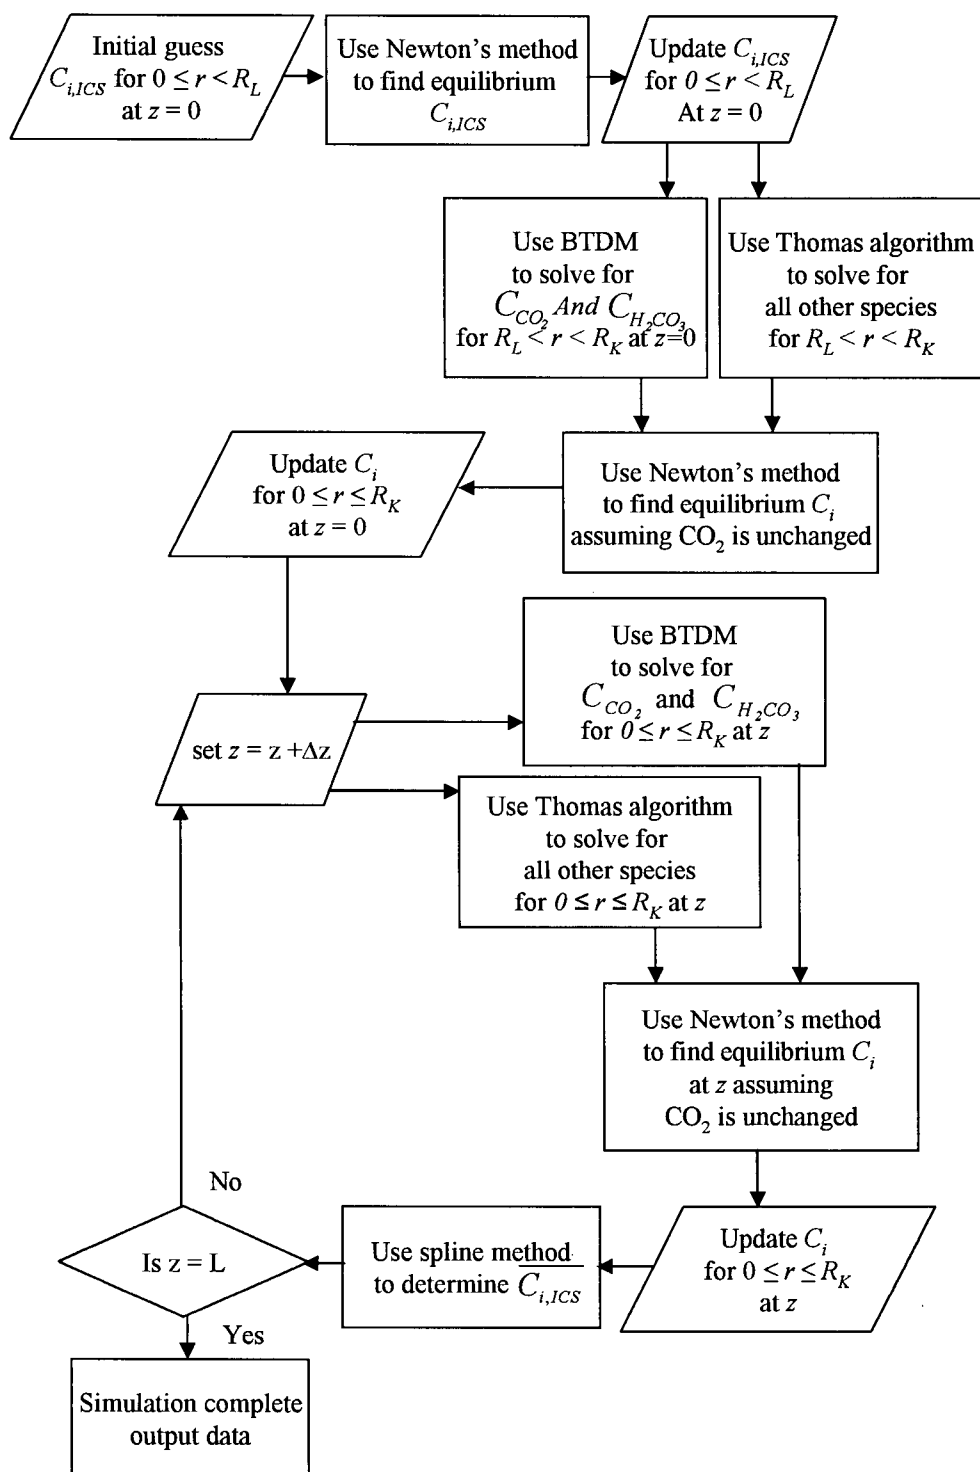 Initial guess
C_{i,ICS} for 0 ≤ r < R_L
at z = 0
Use Newton's method
to find equilibrium
C_{i,ICS}
Update C_{i,ICS}
for 0 ≤ r < R_L
At z = 0
Use BTDM
to solve for
C_{CO_2} And C_{H_2CO_3}
for R_L < r < R_K at z=0
Use Thomas algorithm
to solve for
all other species
for R_L < r < R_K
Update C_i
for 0 ≤ r ≤ R_K
at z = 0
Use Newton's method
to find equilibrium C_i
assuming CO_2 is unchanged
Use BTDM
to solve for
C_{CO_2} and C_{H_2CO_3}
for 0 ≤ r ≤ R_K at z
set z = z +Δz
Use Thomas algorithm
to solve for
all other species
for 0 ≤ r ≤ R_K at z
Use Newton's method
to find equilibrium C_i
at z assuming
CO_2 is unchanged
No
Is z = L
Use spline method
to determine \overline{C_{i,ICS}}
Update C_i
for 0 ≤ r ≤ R_K
at z
Yes
Simulation complete
output data